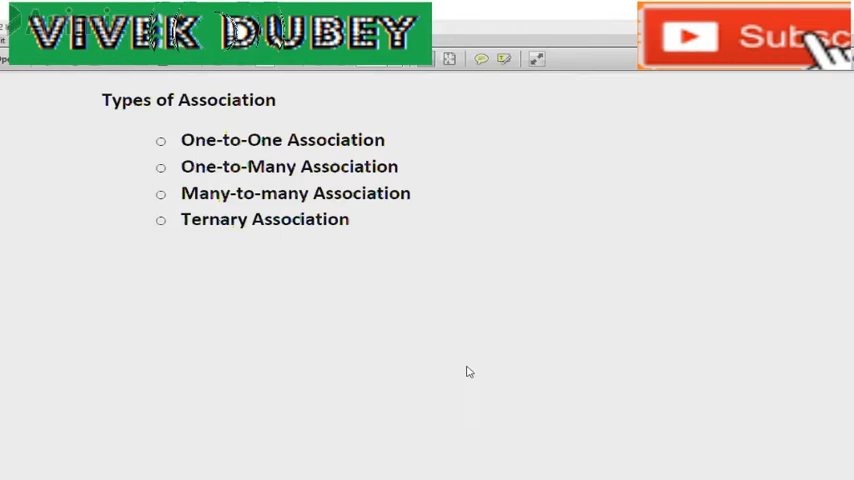 VIVEK DUBEY
Types of Association
One-to-One Association
One-to-Many Association
Many-to-many Association
Ternary Association